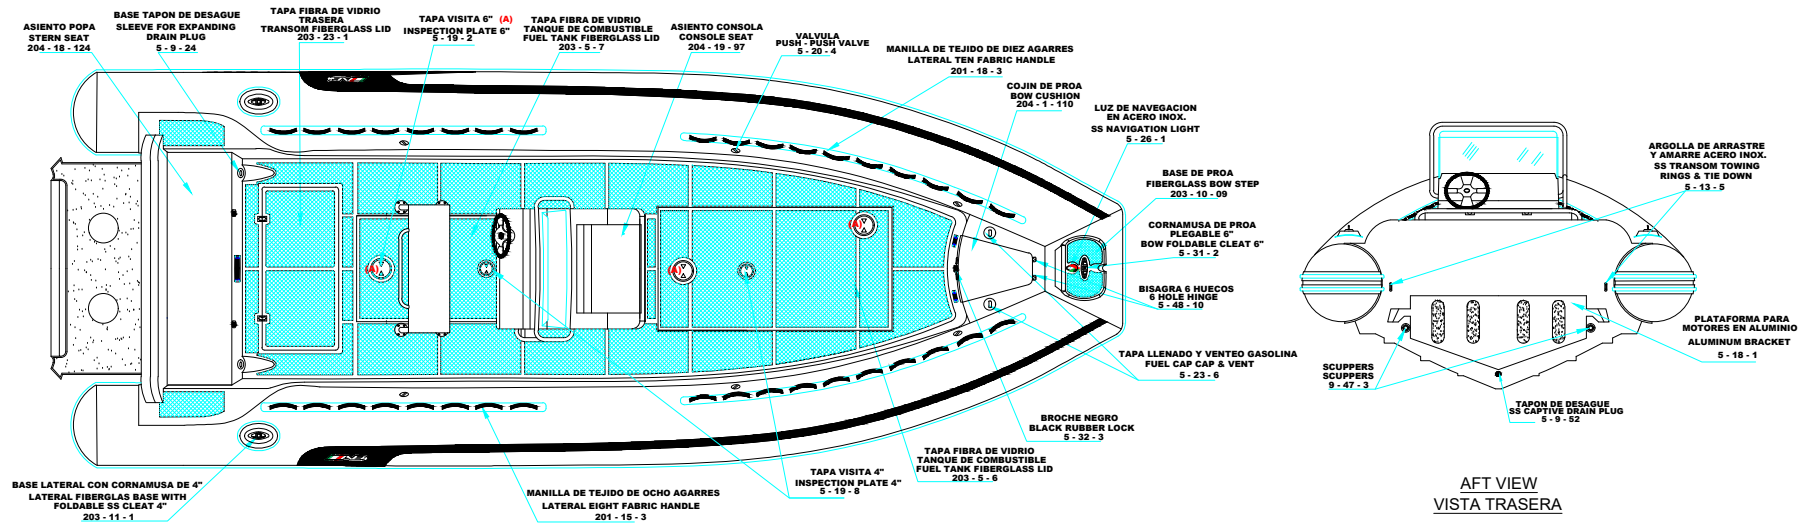 ASIENTO POPA
STERN SEAT
204 - 18 - 124
BASE TAPON DE DESAGUE
SLEEVE FOR EXPANDING
DRAIN PLUG
5 - 9 - 24
TAPA FIBRA DE VIDRIO
TRASERA
TRANSOM FIBERGLASS LID
203 - 23 - 1
TAPA VISITA 6" (A)
INSPECTION PLATE 6"
5 - 19 - 2
TAPA FIBRA DE VIDRIO
TANQUE DE COMBUSTIBLE
FUEL TANK FIBERGLASS LID
203 - 5 - 7
ASIENTO CONSOLA
CONSOLE SEAT
204 - 19 - 97
VALVULA
PUSH - PUSH VALVE
5 - 20 - 4
MANILLA DE TEJIDO DE DIEZ AGARRES
LATERAL TEN FABRIC HANDLE
201 - 18 - 3
COJIN DE PROA
BOW CUSHION
204 - 1 - 110
LUZ DE NAVEGACION
EN ACERO INOX.
SS NAVIGATION LIGHT
5 - 26 - 1
BASE DE PROA
FIBERGLASS BOW STEP
203 - 10 - 09
CORNAMUSA DE PROA
PLEGABLE 6"
BOW FOLDABLE CLEAT 6"
5 - 31 - 2
BISAGRA 6 HUECOS
6 HOLE HINGE
5 - 48 - 10
TAPA LLENADO Y VENTEO GASOLINA
FUEL CAP CAP & VENT
5 - 23 - 6
BROCHE NEGRO
BLACK RUBBER LOCK
5 - 32 - 3
TAPA FIBRA DE VIDRIO
TANQUE DE COMBUSTIBLE
FUEL TANK FIBERGLASS LID
203 - 5 - 6
TAPA VISITA 4"
INSPECTION PLATE 4"
5 - 19 - 8
MANILLA DE TEJIDO DE OCHO AGARRES
LATERAL EIGHT FABRIC HANDLE
201 - 15 - 3
BASE LATERAL CON CORNAMUSA DE 4"
LATERAL FIBERGLAS BASE WITH
FOLDABLE SS CLEAT 4"
203 - 11 - 1
(A)
(A)
(A)
ARGOLLA DE ARRASTRE
Y AMARRE ACERO INOX.
SS TRANSOM TOWING
RINGS & TIE DOWN
5 - 13 - 5
PLATAFORMA PARA
MOTORES EN ALUMINIO
ALUMINUM BRACKET
5 - 18 - 1
SCUPPERS
SCUPPERS
9 - 47 - 3
TAPON DE DESAGUE
SS CAPTIVE DRAIN PLUG
5 - 9 - 52
AFT VIEW
VISTA TRASERA